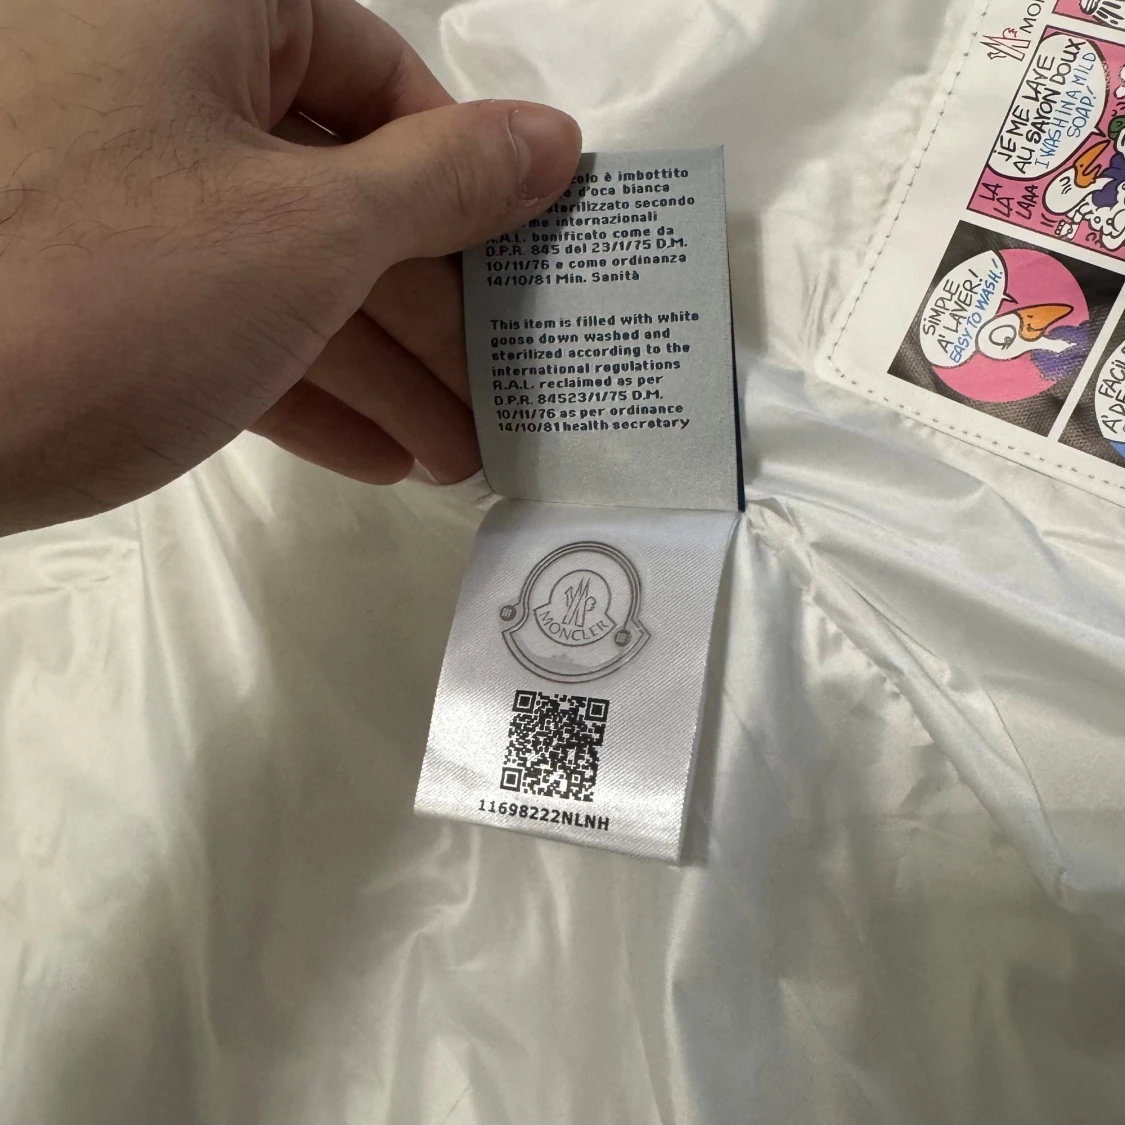 colo è imbottito
d'oca bianca
sterilizzato secondo
me internazionali
R.A.L. bonificato come da
D.P.R. 845 del 23/1/75 D.M.
10/11/76 e come ordinanza
14/10/81 Min. Sanità
This item is filled with white
goose down washed and
sterilized according to the
international regulations
R.A.L. reclaimed as per
D.P.R. 84523/1/75 D.M.
10/11/76 as per ordinance
14/10/81 health secretary
MONCLER
11698222NLNH
JE ME LAVE
AU SAVON DOUX
I WASH IN A MILD
SOAP!
LA
LA
LAAA
SIMPLE
A' LAVER!
EASY TO WASH!